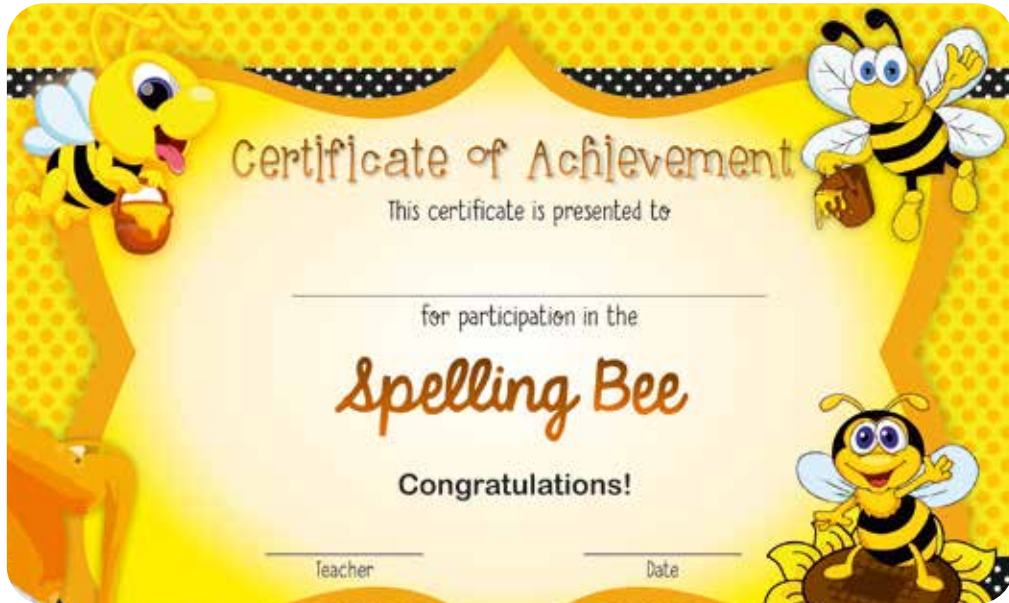 Certificate of Achievement
This certificate is presented to
for participation in the
Spelling Bee
Congratulations!
Teacher Date